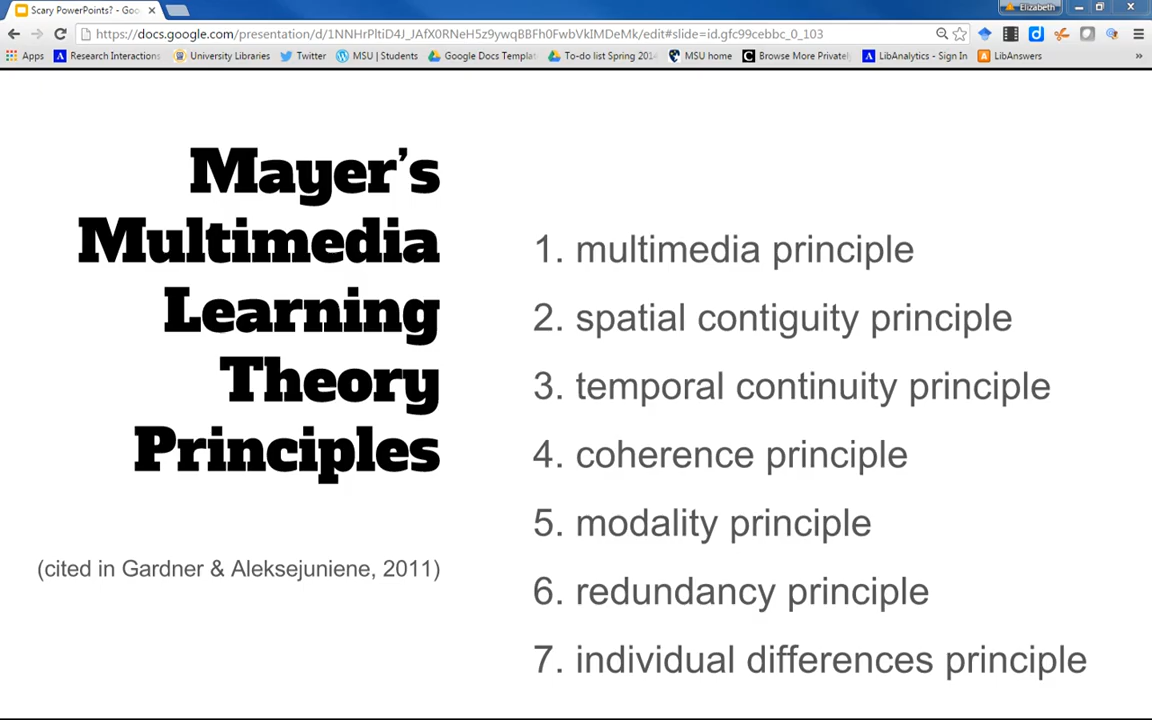 Scary PowerPoints? - Goo
Elizabeth
https://docs.google.com/presentation/d/1NNHrPltiD4J_JAfX0RNeH5z9ywqBBFh0FwbVkIMDeMk/edit#slide=id.gfc99cebbc_0_103
Apps Research Interactions University Libraries Twitter MSU | Students Google Docs Templat To-do list Spring 2014 MSU home Browse More Privatel LibAnalytics - Sign In LibAnswers »
Mayer's
Multimedia
Learning
Theory
Principles
(cited in Gardner & Aleksejuniene, 2011)
1. multimedia principle
2. spatial contiguity principle
3. temporal continuity principle
4. coherence principle
5. modality principle
6. redundancy principle
7. individual differences principle